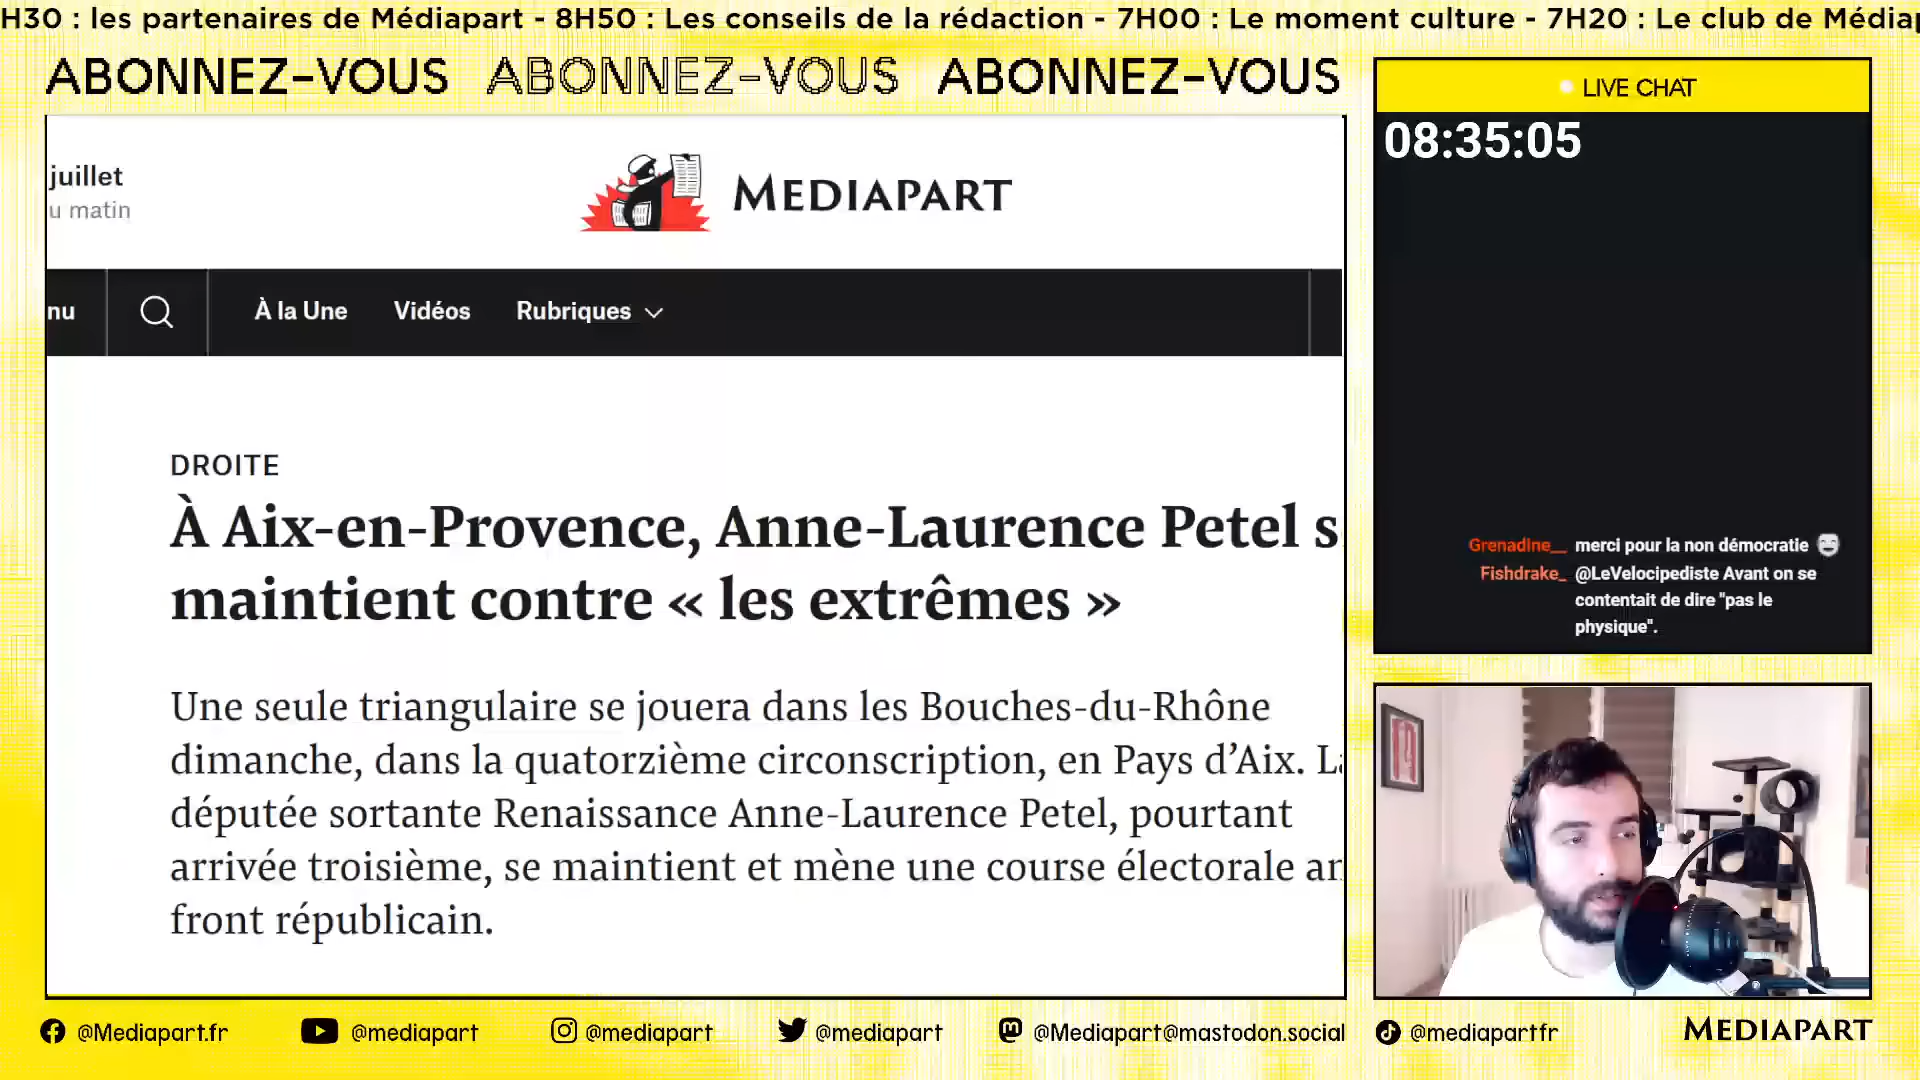 H30 : les partenaires de Médiapart - 8H50 : Les conseils de la rédaction - 7H00 : Le moment culture - 7H20 : Le club de Média
ABONNEZ-VOUS ABONNEZ-VOUS ABONNEZ-VOUS
LIVE CHAT
08:35:05
juillet
u matin
MEDIAPART
nu À la Une Vidéos Rubriques
DROITE
À Aix-en-Provence, Anne-Laurence Petel s
maintient contre « les extrêmes »
Une seule triangulaire se jouera dans les Bouches-du-Rhône
dimanche, dans la quatorzième circonscription, en Pays d’Aix. La
députée sortante Renaissance Anne-Laurence Petel, pourtant
arrivée troisième, se maintient et mène une course électorale an
front républicain.
Grenadine__ merci pour la non démocratie
Fishdrake_ @LeVelocipediste Avant on se
contentait de dire "pas le
physique".
@Mediapart.fr @mediapart @mediapart @mediapart @Mediapart@mastodon.social @mediapartfr MEDIAPART